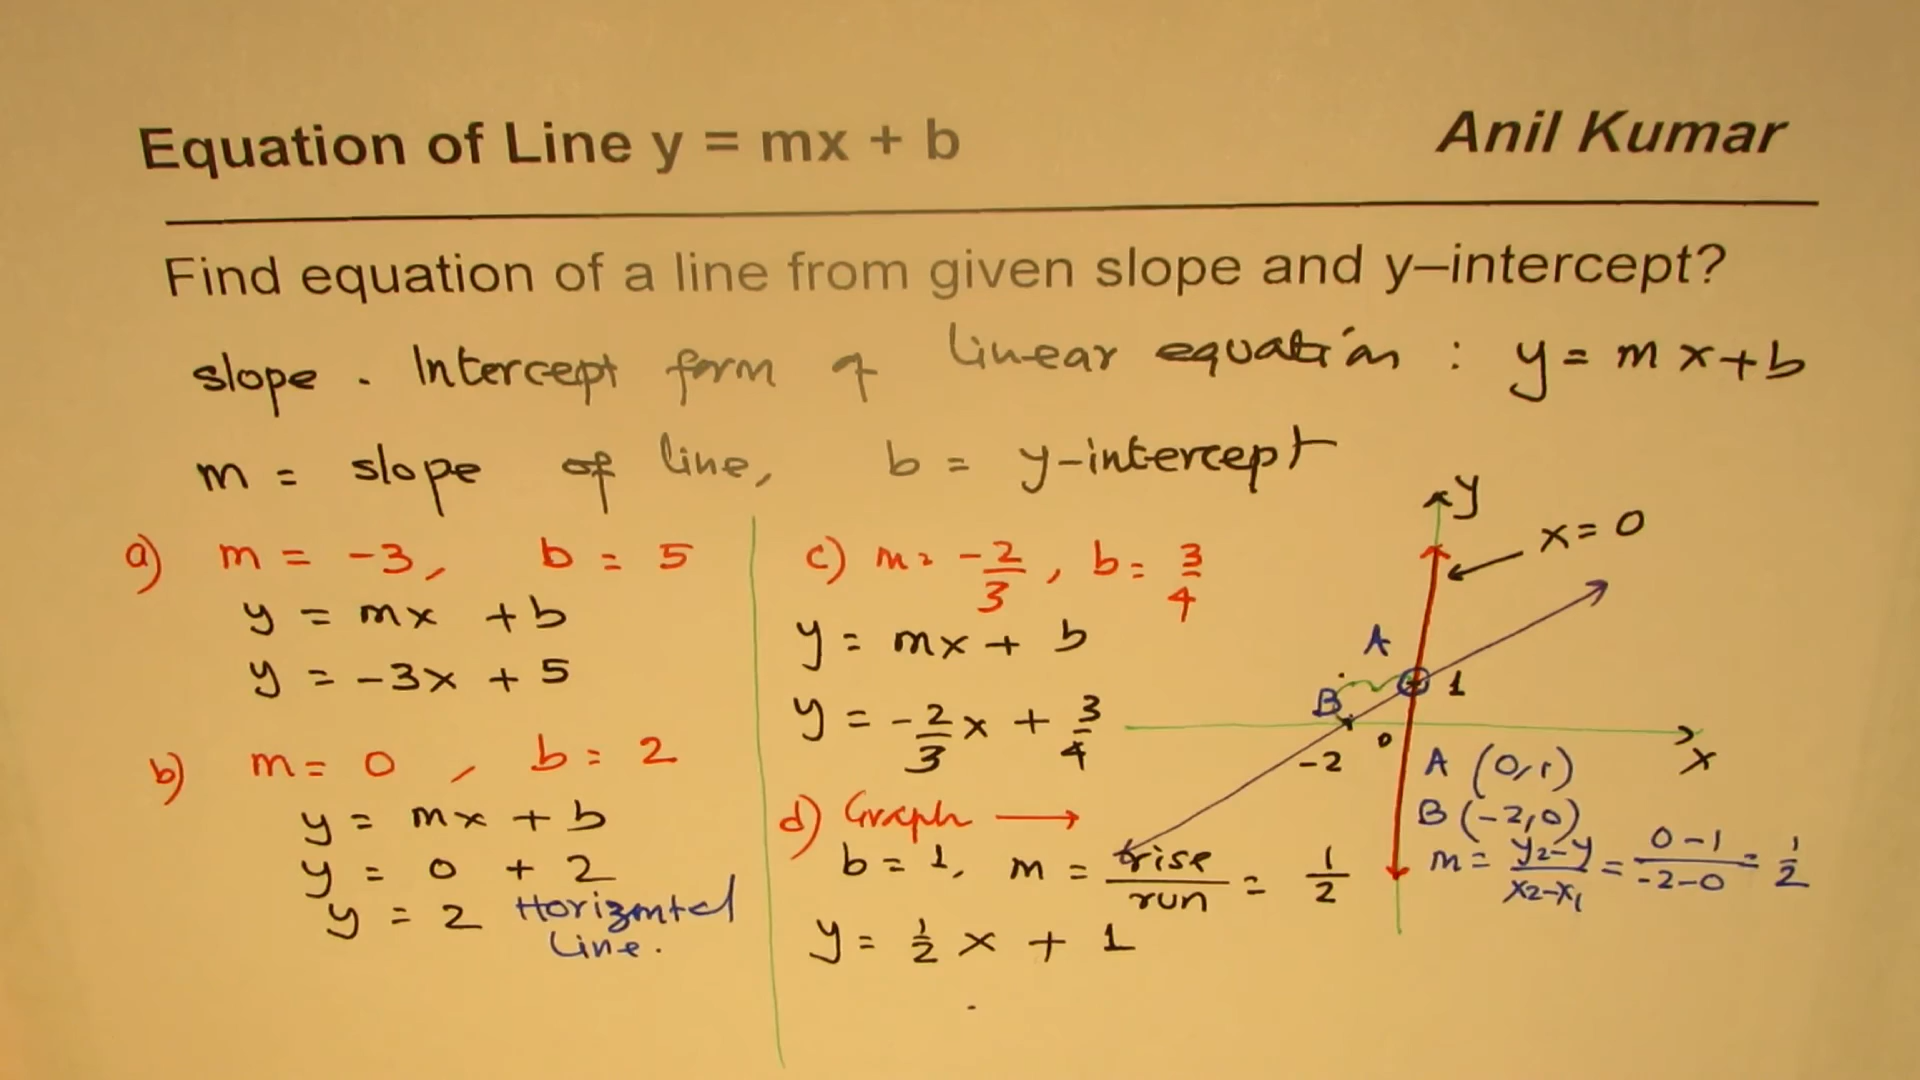 Equation of Line y = mx + b
Anil Kumar
Find equation of a line from given slope and y–intercept?
slope - Intercept form of linear equation : y = mx+b
m = slope of line, b = y-intercept
a) m = -3, b = 5
y = mx + b
y = -3x + 5
b) m = 0, b = 2
y = mx + b
y = 0 + 2
y = 2 Horizontal
Line.
c) m = -2/3, b = 3/4
y = mx + b
y = -2/3 x + 3/4
d) Graph →
b = 1, m = rise/run = 1/2
y = 1/2 x + 1
y
x = 0
A
1
B
-2
0
x
A (0,1)
B (-2,0)
m = y2-y/x2-x1 = 0-1/-2-0 = 1/2